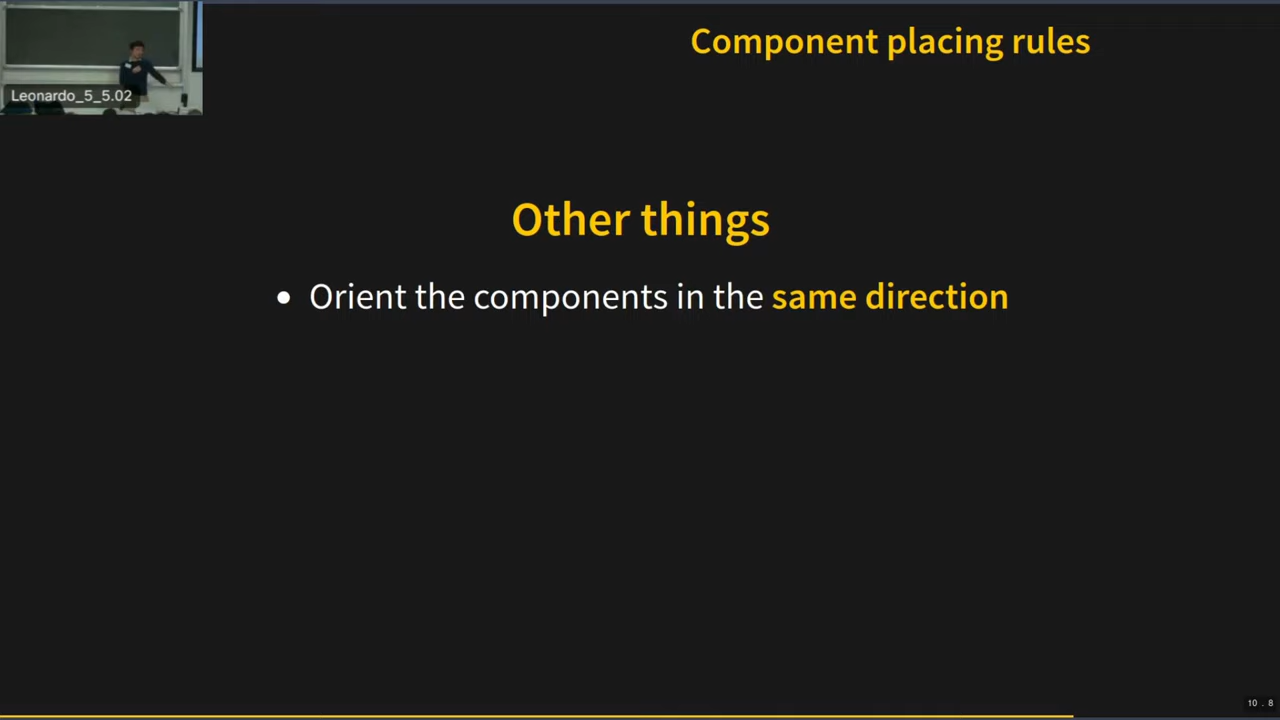 Component placing rules
Leonardo_5_5.02
Other things
Orient the components in the same direction
10 . 8